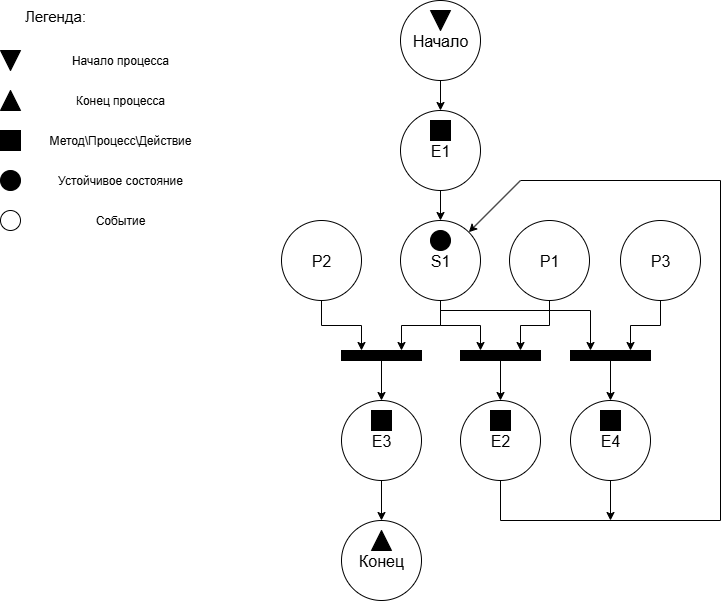 Легенда:
Начало процесса
Конец процесса
Метод\Процесс\Действие
Устойчивое состояние
Событие
Начало
E1
P2
S1
P1
P3
E3
E2
E4
Конец